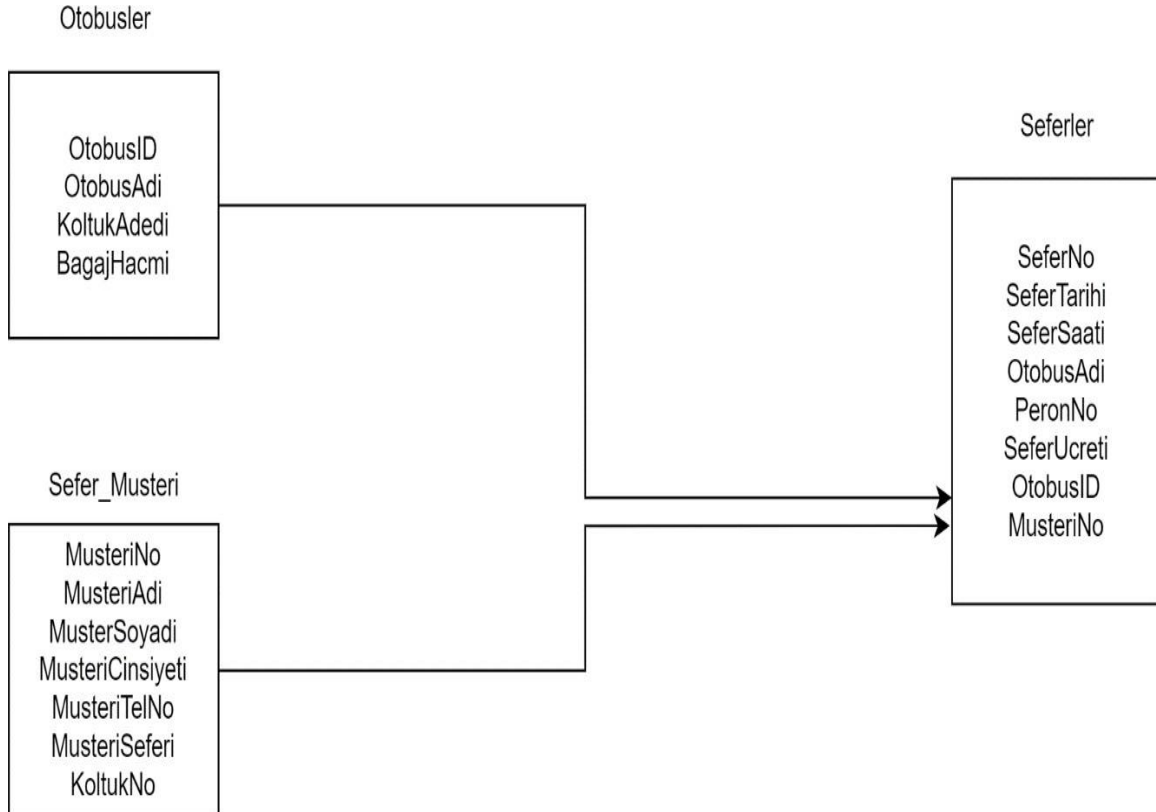 Otobusler
OtobusID
OtobusAdi
KoltukAdedi
BagajHacmi
Sefer_Musteri
MusteriNo
MusteriAdi
MusterSoyadi
MusteriCinsiyeti
MusteriTelNo
MusteriSeferi
KoltukNo
Seferler
SeferNo
SeferTarihi
SeferSaati
OtobusAdi
PeronNo
SeferUcreti
OtobusID
MusteriNo